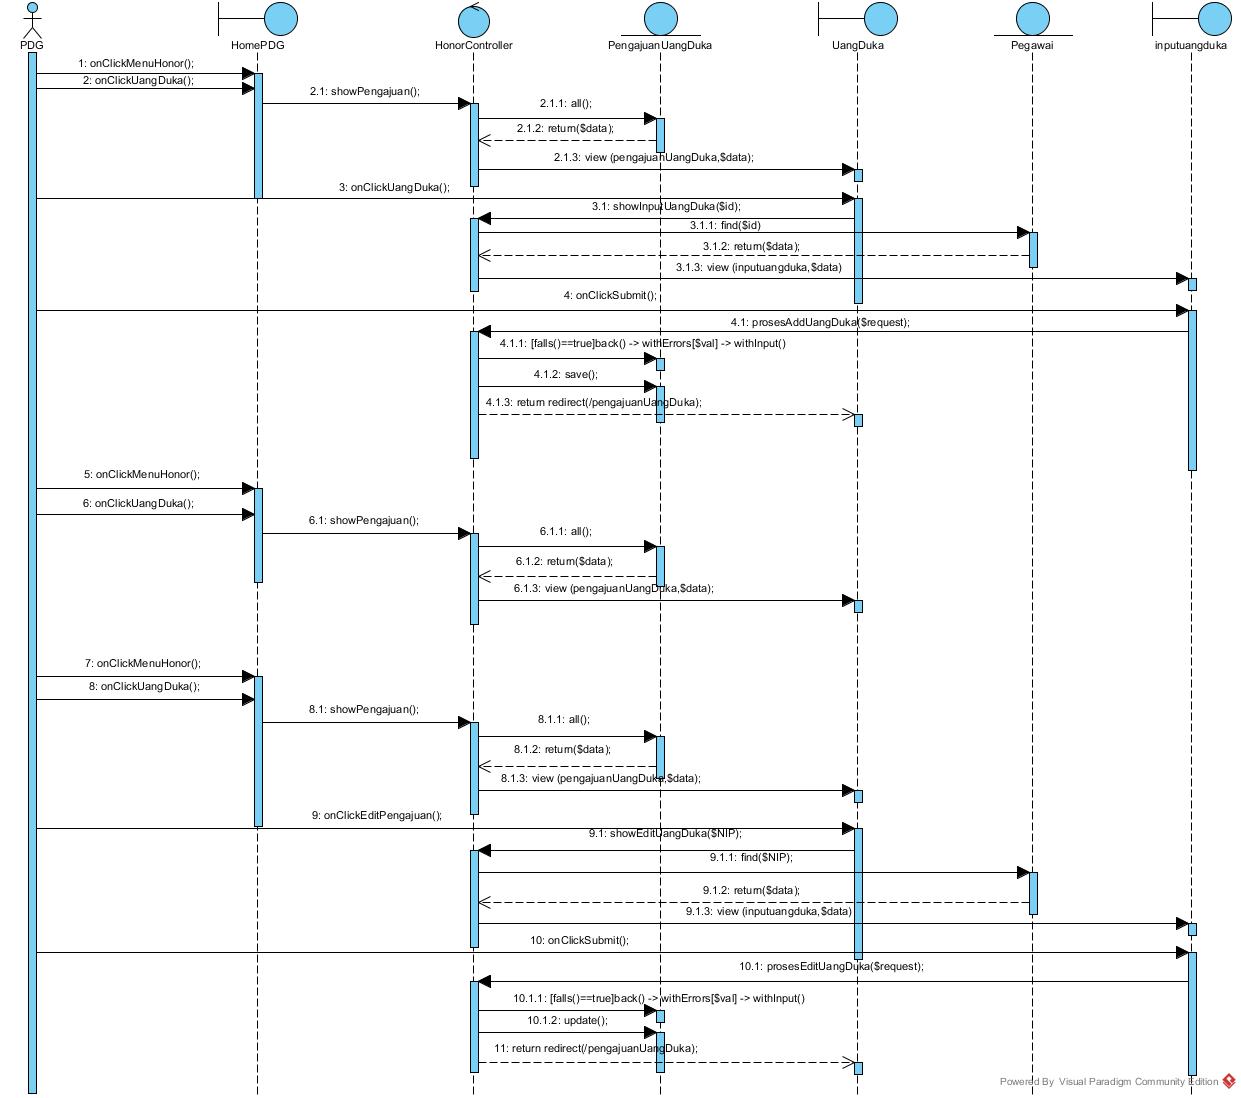 PDG
HomePDG
HonorController
PengajuanUangDuka
UangDuka
Pegawai
inputuangduka
1: onClickMenuHonor();
2: onClickUangDuka();
2.1: showPengajuan();
2.1.1: all();
2.1.2: return($data);
2.1.3: view (pengajuanUangDuka,$data);
3: onClickUangDuka();
3.1: showInputUangDuka($id);
3.1.1: find($id)
3.1.2: return($data);
3.1.3: view (inputuangduka,$data)
4: onClickSubmit();
4.1: prosesAddUangDuka($request);
4.1.1: [falls()==true]back() -> withErrors[$val] -> withInput()
4.1.2: save();
4.1.3: return redirect(/pengajuanUangDuka);
5: onClickMenuHonor();
6: onClickUangDuka();
6.1: showPengajuan();
6.1.1: all();
6.1.2: return($data);
6.1.3: view (pengajuanUangDuka,$data);
7: onClickMenuHonor();
8: onClickUangDuka();
8.1: showPengajuan();
8.1.1: all();
8.1.2: return($data);
8.1.3: view (pengajuanUangDuka,$data);
9: onClickEditPengajuan();
9.1: showEditUangDuka($NIP);
9.1.1: find($NIP);
9.1.2: return($data);
9.1.3: view (inputuangduka,$data)
10: onClickSubmit();
10.1: prosesEditUangDuka($request);
10.1.1: [falls()==true]back() -> withErrors[$val] -> withInput()
10.1.2: update();
11: return redirect(/pengajuanUangDuka);
Powered By Visual Paradigm Community Edition